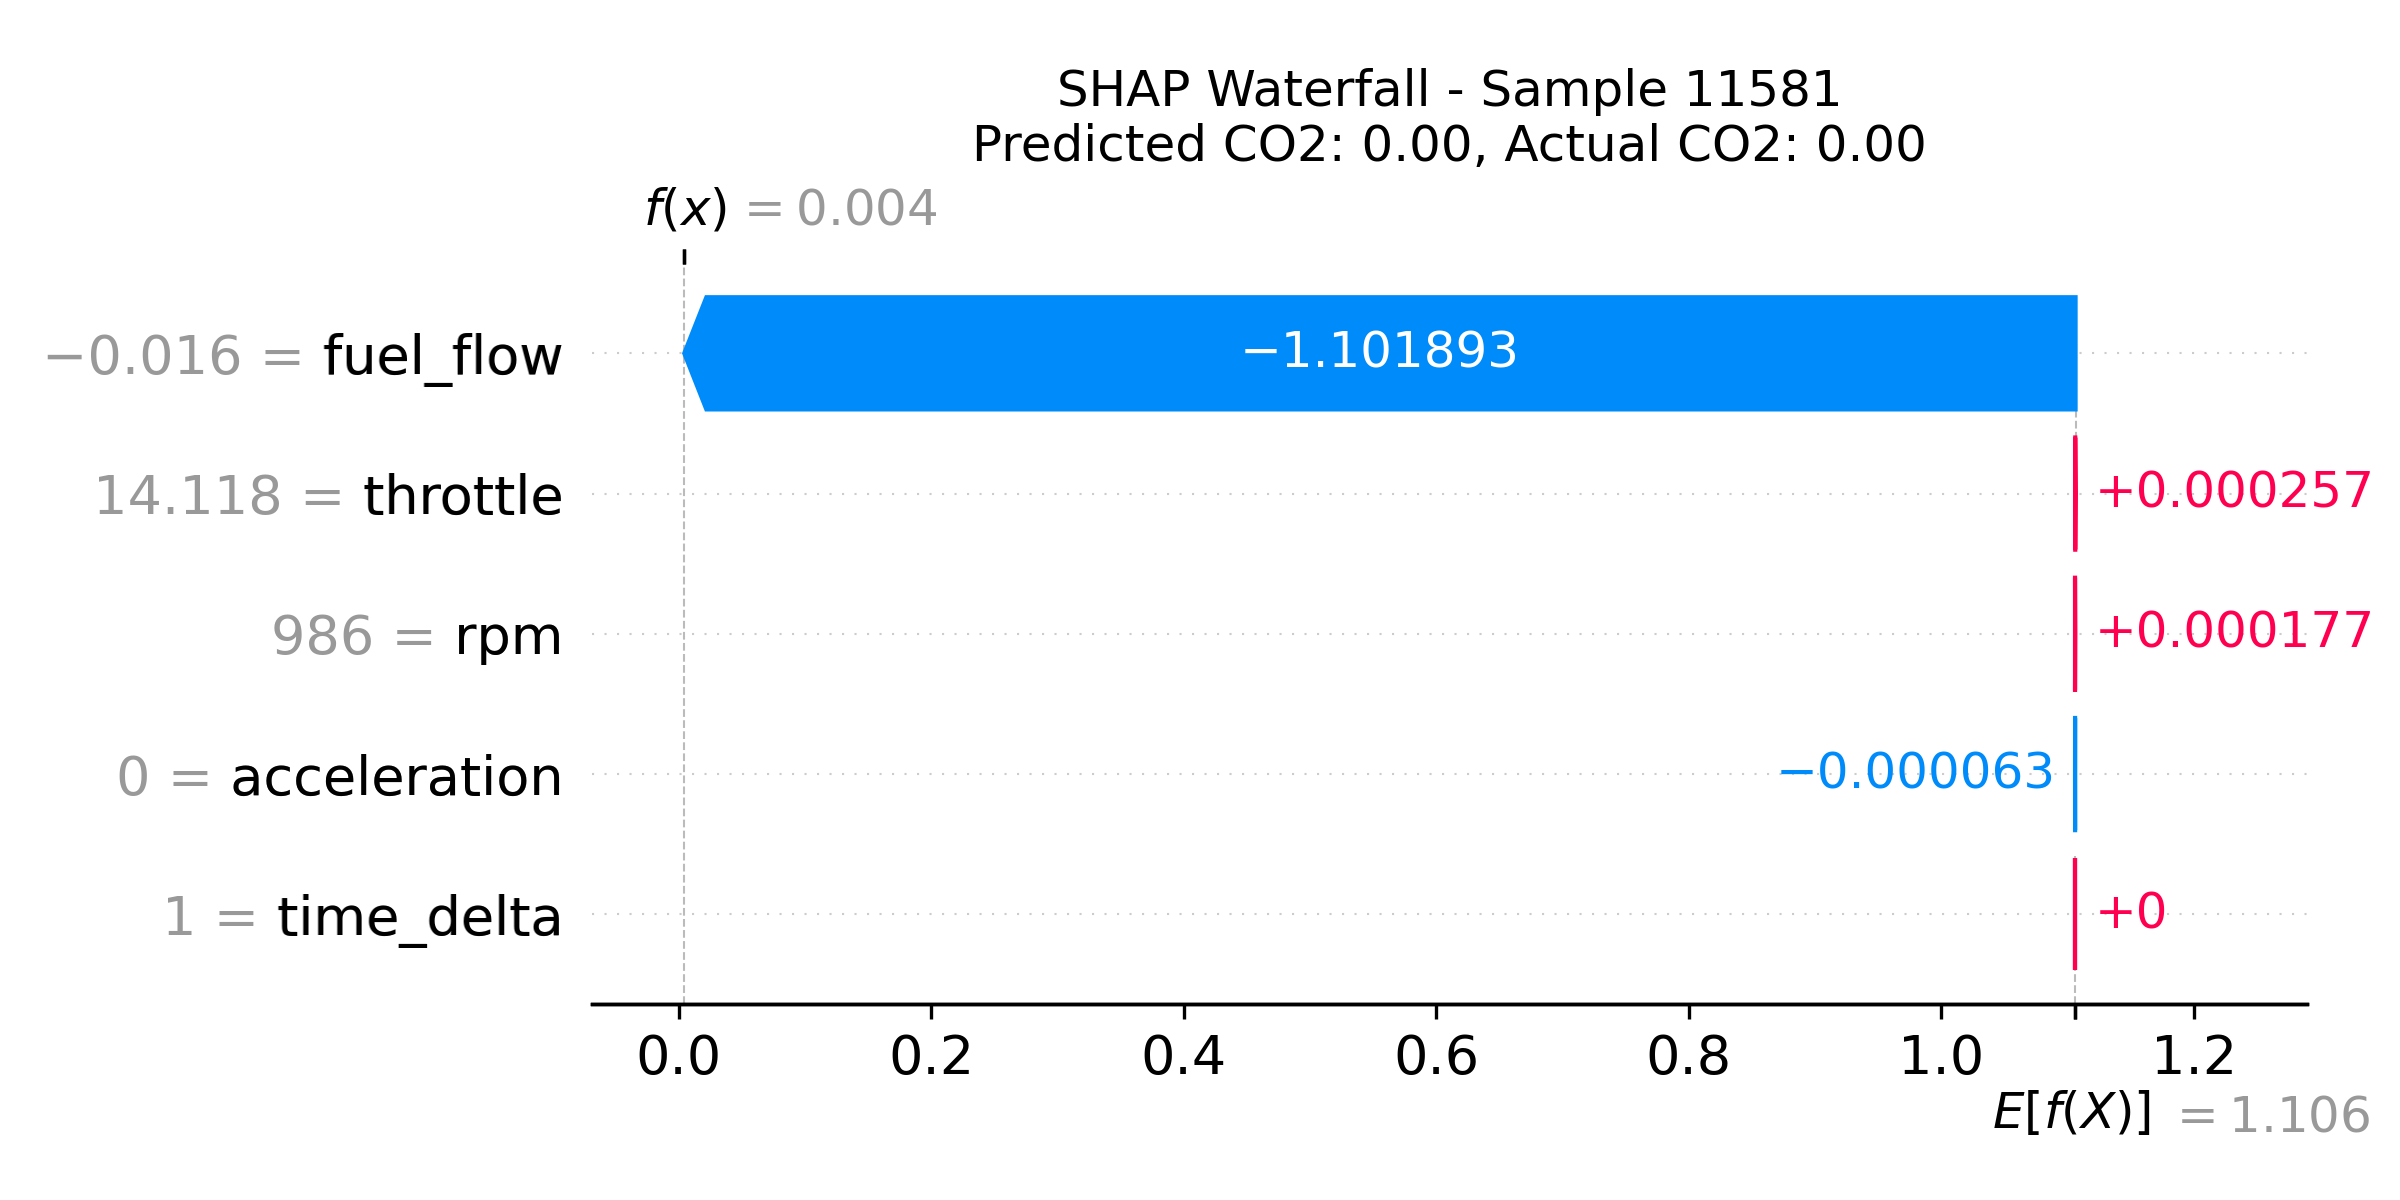 SHAP Waterfall - Sample 11581
Predicted CO2: 0.00, Actual CO2: 0.00
f(x) = 0.004
−0.016 = fuel_flow −1.101893
14.118 = throttle +0.000257
986 = rpm +0.000177
0 = acceleration −0.000063
1 = time_delta +0
0.0 0.2 0.4 0.6 0.8 1.0 1.2
E[f(X)] = 1.106